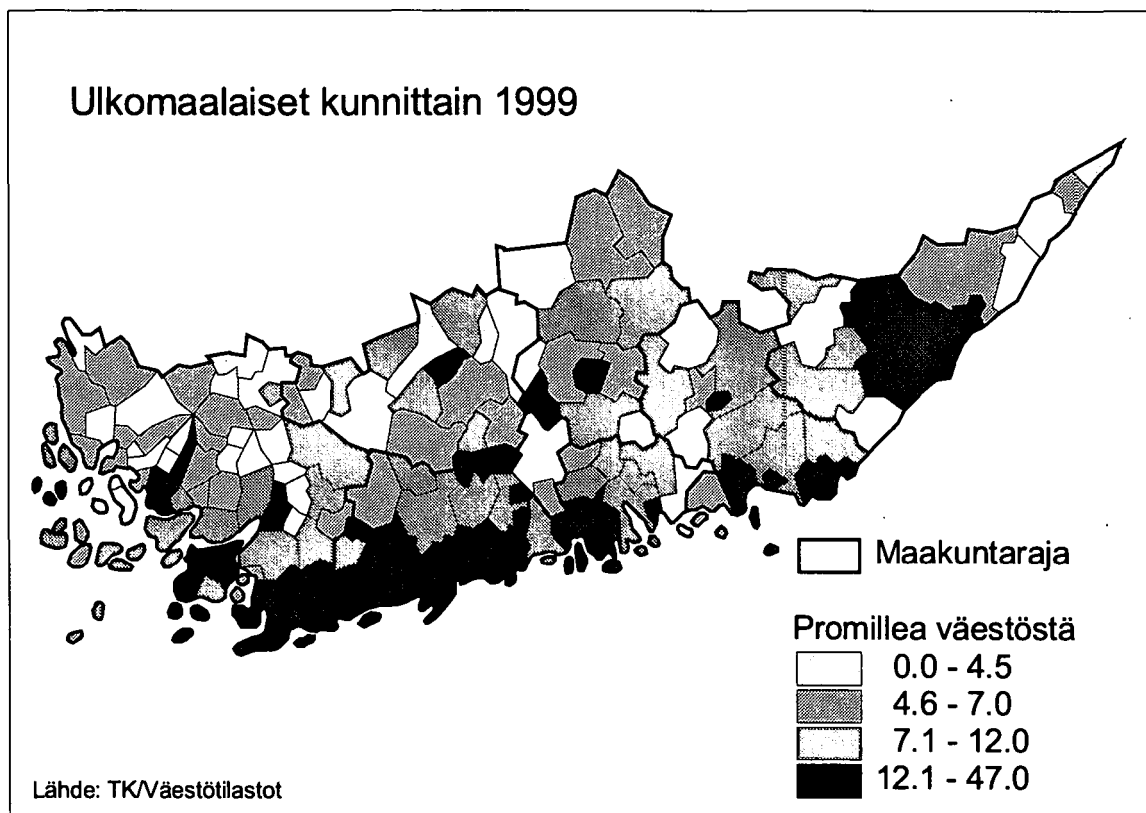 Ulkomaalaiset kunnittain 1999
Maakuntaraja
Promillea väestöstä
0.0 - 4.5
4.6 - 7.0
7.1 - 12.0
12.1 - 47.0
Lähde: TK/Väestötilastot